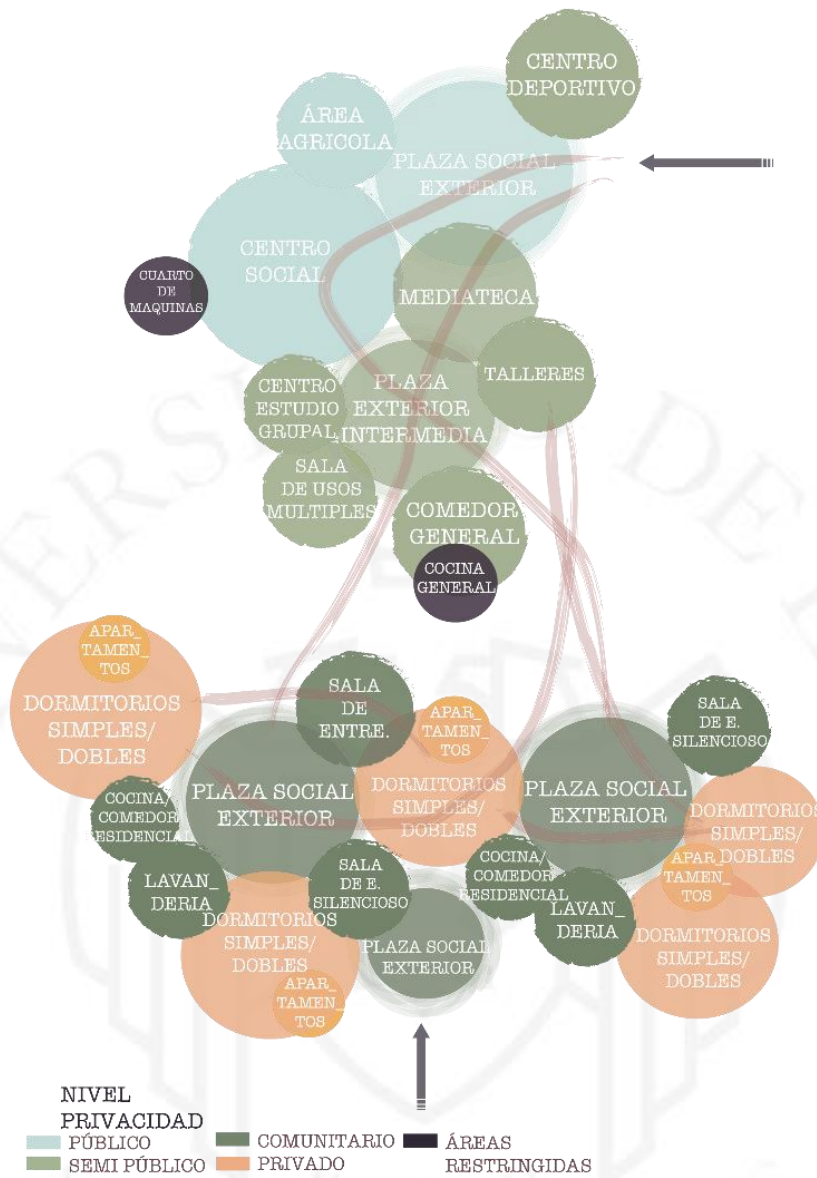 CENTRO
DEPORTIVO
ÁREA
AGRICOLA
PLAZA SOCIAL
EXTERIOR
CENTRO
SOCIAL
CUARTO
DE
MAQUINAS
MEDIATECA
TALLERES
CENTRO
ESTUDIO
GRUPAL
PLAZA
EXTERIOR
INTERMEDIA
SALA
DE USOS
MULTIPLES
COMEDOR
GENERAL
COCINA
GENERAL
APAR_
TAMEN_
TOS
DORMITORIOS
SIMPLES/
DOBLES
SALA
DE
ENTRE.
APAR_
TAMEN_
TOS
SALA
DE E.
SILENCIOSO
PLAZA SOCIAL
EXTERIOR
DORMITORIOS
SIMPLES/
DOBLES
PLAZA SOCIAL
EXTERIOR
DORMITORIOS
SIMPLES/
DOBLES
COCINA/
COMEDOR
RESIDENCIAL
LAVAN_
DERIA
SALA
DE E.
SILENCIOSO
COCINA/
COMEDOR
RESIDENCIAL
APAR_
TAMEN_
TOS
LAVAN_
DERIA
DORMITORIOS
SIMPLES/
DOBLES
PLAZA SOCIAL
EXTERIOR
DORMITORIOS
SIMPLES/
DOBLES
APAR_
TAMEN_
TOS
NIVEL
PRIVACIDAD
PÚBLICO
SEMI PÚBLICO
COMUNITARIO
PRIVADO
ÁREAS
RESTRINGIDAS